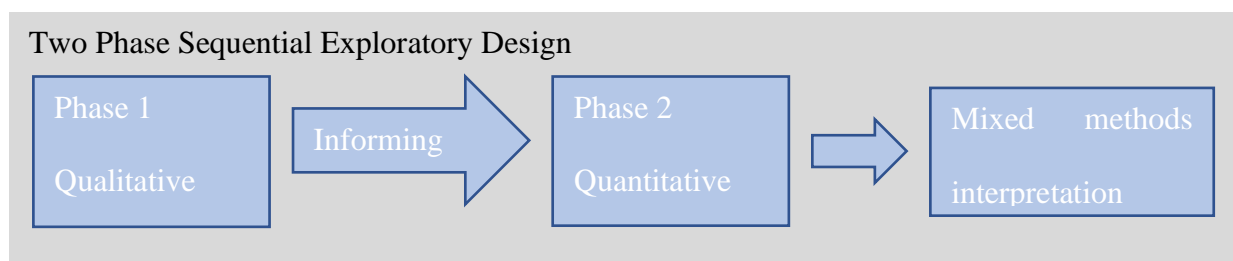 Two Phase Sequential Exploratory Design
Phase 1
Qualitative
Informing
Phase 2
Quantitative
Mixed methods
interpretation